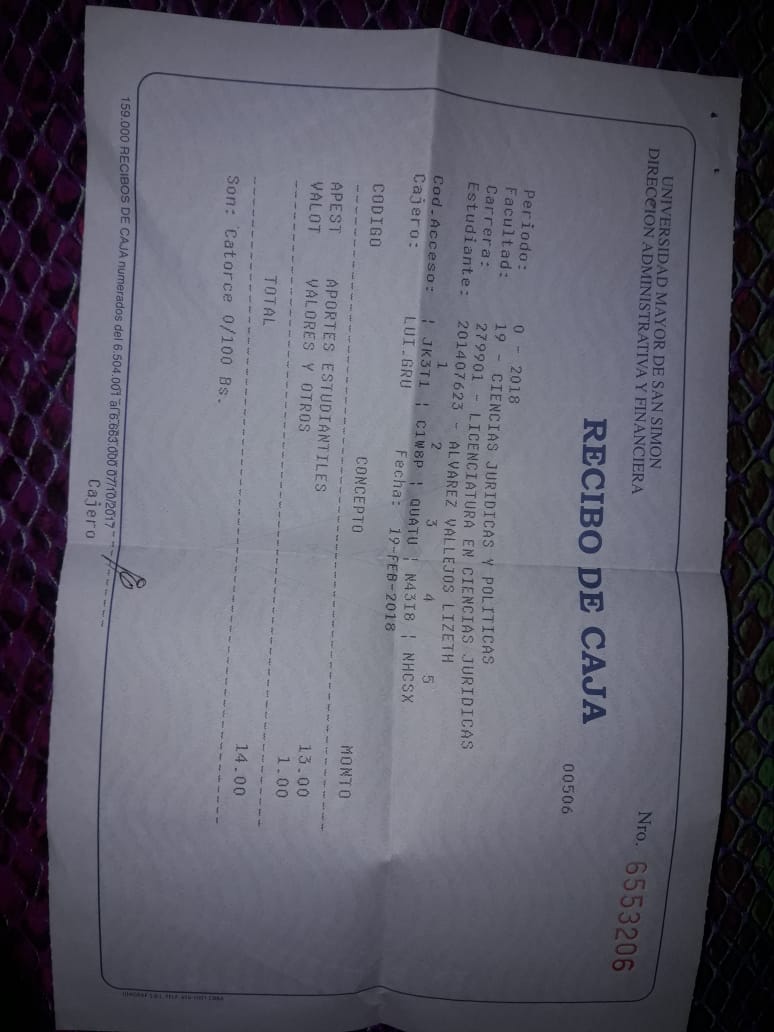 UNIVERSIDAD MAYOR DE SAN SIMON
DIRECCION ADMINISTRATIVA Y FINANCIERA
Nro. 6553206
RECIBO DE CAJA
00506
Periodo: 0 - 2018
Facultad: 19 - CIENCIAS JURIDICAS Y POLITICAS
Carrera: 279901 - LICENCIATURA EN CIENCIAS JURIDICAS
Estudiante: 201407623 - ALVAREZ VALLEJOS LIZETH
1 2 3 4 5
Cod.Acceso: ¦ JK3T1 ¦ C1W8P ¦ QUATU ¦ N43I8 ¦ NHCSX
Cajero: LUI.GRU Fecha: 19-FEB-2018
CODIGO CONCEPTO MONTO
APEST APORTES ESTUDIANTILES 13.00
VALOT VALORES Y OTROS 1.00
TOTAL 14.00
Son: Catorce 0/100 Bs.
Cajero
159.000 RECIBOS DE CAJA numerados del 6.504.001 al 6.663.000 07/10/2017